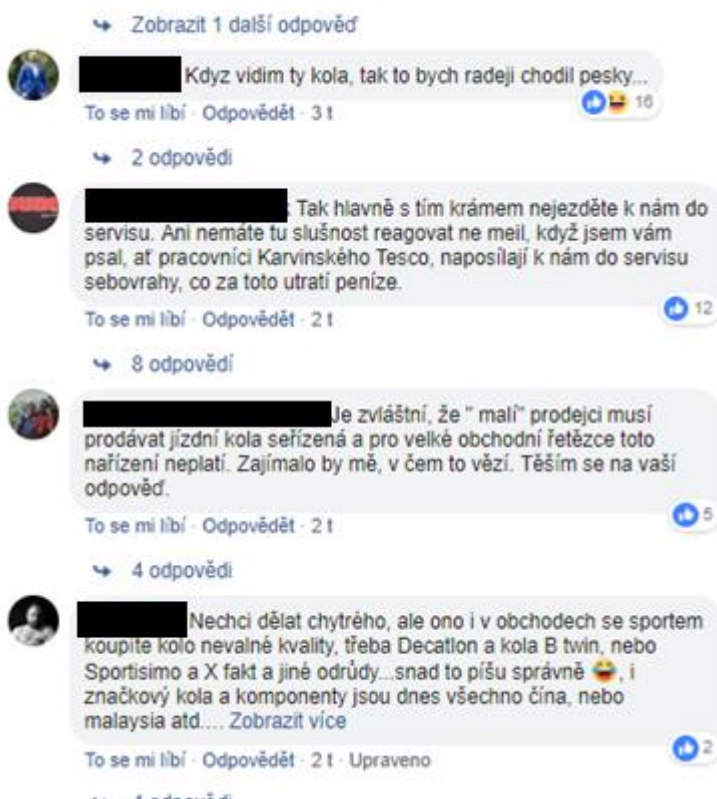 Zobrazit 1 další odpověď
Kdyz vidim ty kola, tak to bych radeji chodil pesky...
16
To se mi líbí · Odpovědět · 3 t
2 odpovědi
: Tak hlavně s tím krámem nejezděte k nám do
servisu. Ani nemáte tu slušnost reagovat ne meil, když jsem vám
psal, ať pracovníci Karvinského Tesco, naposílají k nám do servisu
sebovrahy, co za toto utratí peníze.
12
To se mi líbí · Odpovědět · 2 t
8 odpovědí
Je zvláštní, že " malí" prodejci musí
prodávat jízdní kola seřízená a pro velké obchodní řetězce toto
nařízení neplatí. Zajímalo by mě, v čem to vězí. Těším se na vaší
odpověď.
5
To se mi líbí · Odpovědět · 2 t
4 odpovědi
Nechci dělat chytrého, ale ono i v obchodech se sportem
koupíte kolo nevalné kvality, třeba Decatlon a kola B twin, nebo
Sportisimo a X fakt a jiné odrůdy...snad to píšu správně 😄, i
značkový kola a komponenty jsou dnes všechno čína, nebo
malaysia atd.... Zobrazit více
2
To se mi líbí · Odpovědět · 2 t · Upraveno